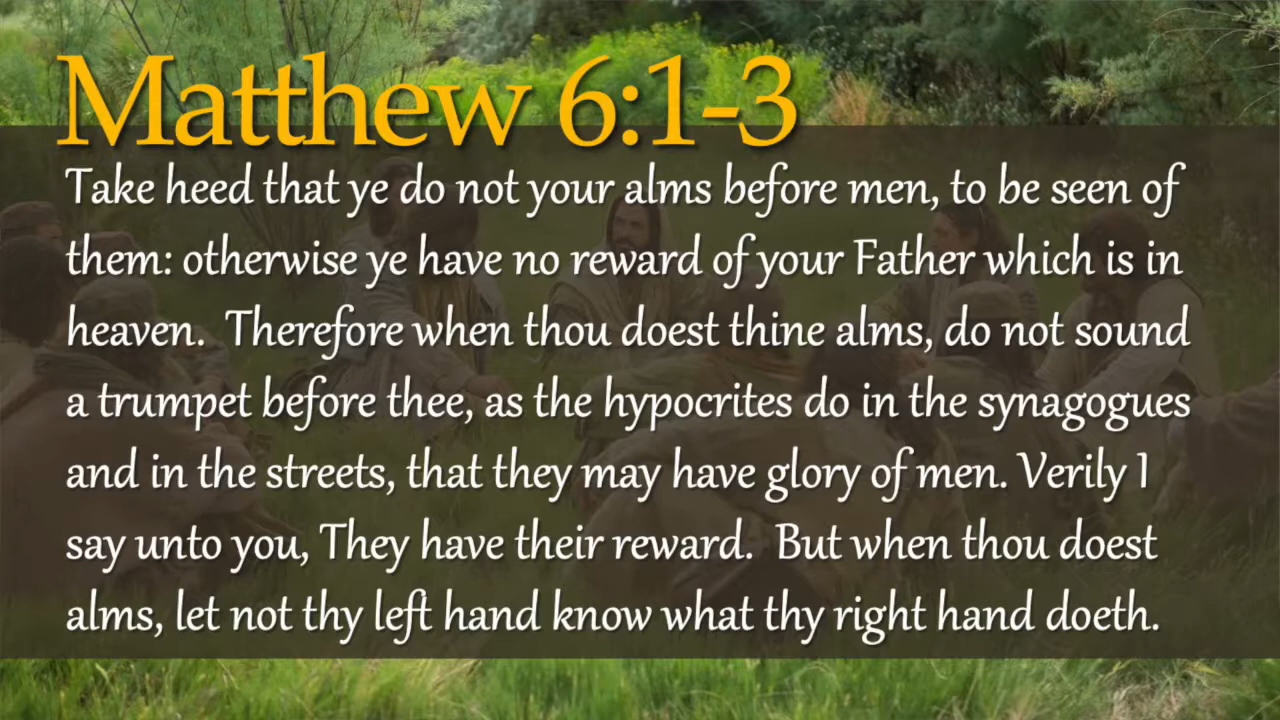 Matthew 6:1-3
Take heed that ye do not your alms before men, to be seen of
them: otherwise ye have no reward of your Father which is in
heaven.  Therefore when thou doest thine alms, do not sound
a trumpet before thee, as the hypocrites do in the synagogues
and in the streets, that they may have glory of men. Verily I
say unto you, They have their reward.  But when thou doest
alms, let not thy left hand know what thy right hand doeth.